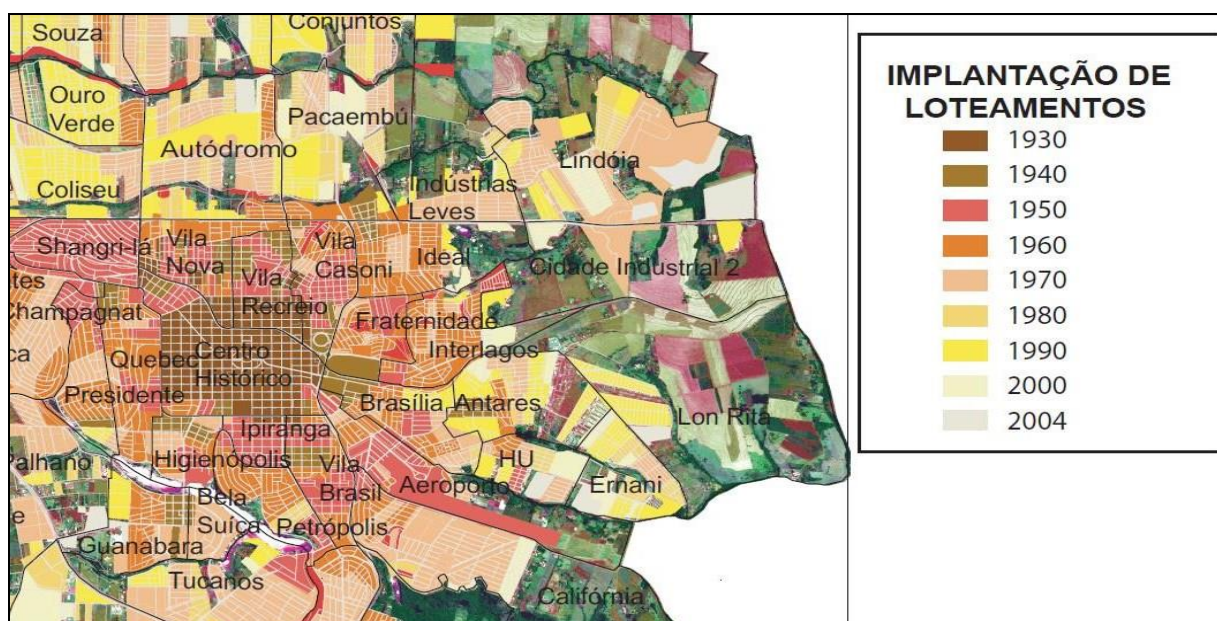 Souza
Conjuntos
Ouro
Verde
Pacaembú
Autódromo
Lindóia
Coliseu
Indústrias
Leves
Shangri-lá
Vila
Nova
Vila
Casoni
Ideal
Cidade Industrial 2
Vila
Recreio
tes
Champagnat
Fraternidade
ça
Quebec
Centro
Histórico
Interlagos
Presidente
Brasília
Antares
Lon Rita
Ipiranga
Palhano
Higienópolis
Vila
Brasil
HU
Aeroporto
Ernani
e
Bela
Suíça
Petrópolis
Guanabara
Tucanos
Califórnia
IMPLANTAÇÃO DE
LOTEAMENTOS
1930
1940
1950
1960
1970
1980
1990
2000
2004